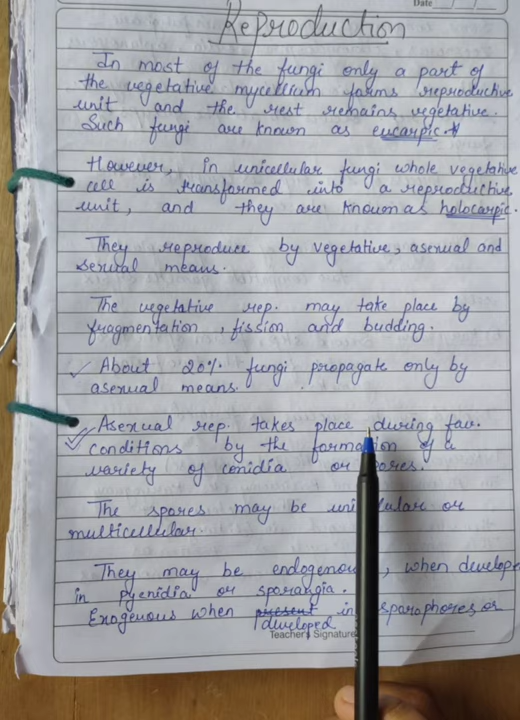 Date
Reproduction
In most of the fungi only a part of
the vegetative mycellium forms reproductive
unit and the rest remains vegetative.
Such fungi are known as eucarpic.
However, in unicellular fungi whole vegetative
cell is transformed into a reproductive
unit, and they are known as holocarpic.
They reproduce by vegetative, asexual and
sexual means.
The vegetative rep. may take place by
fragmentation, fission and budding.
About 20% fungi propagate only by
asexual means.
Asexual rep. takes place during fav.
conditions by the formation of a
variety of conidia or
The spores may be or
multicellular
They may be , when develope
in pycnidia or sporangia.
Exogenous when present in sporophores or
developed
Teacher's Signature